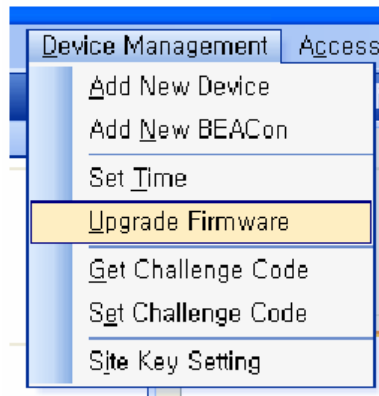 Device Management Access
Add New Device
Add New BEACon
Set Time
Upgrade Firmware
Get Challenge Code
Set Challenge Code
Site Key Setting